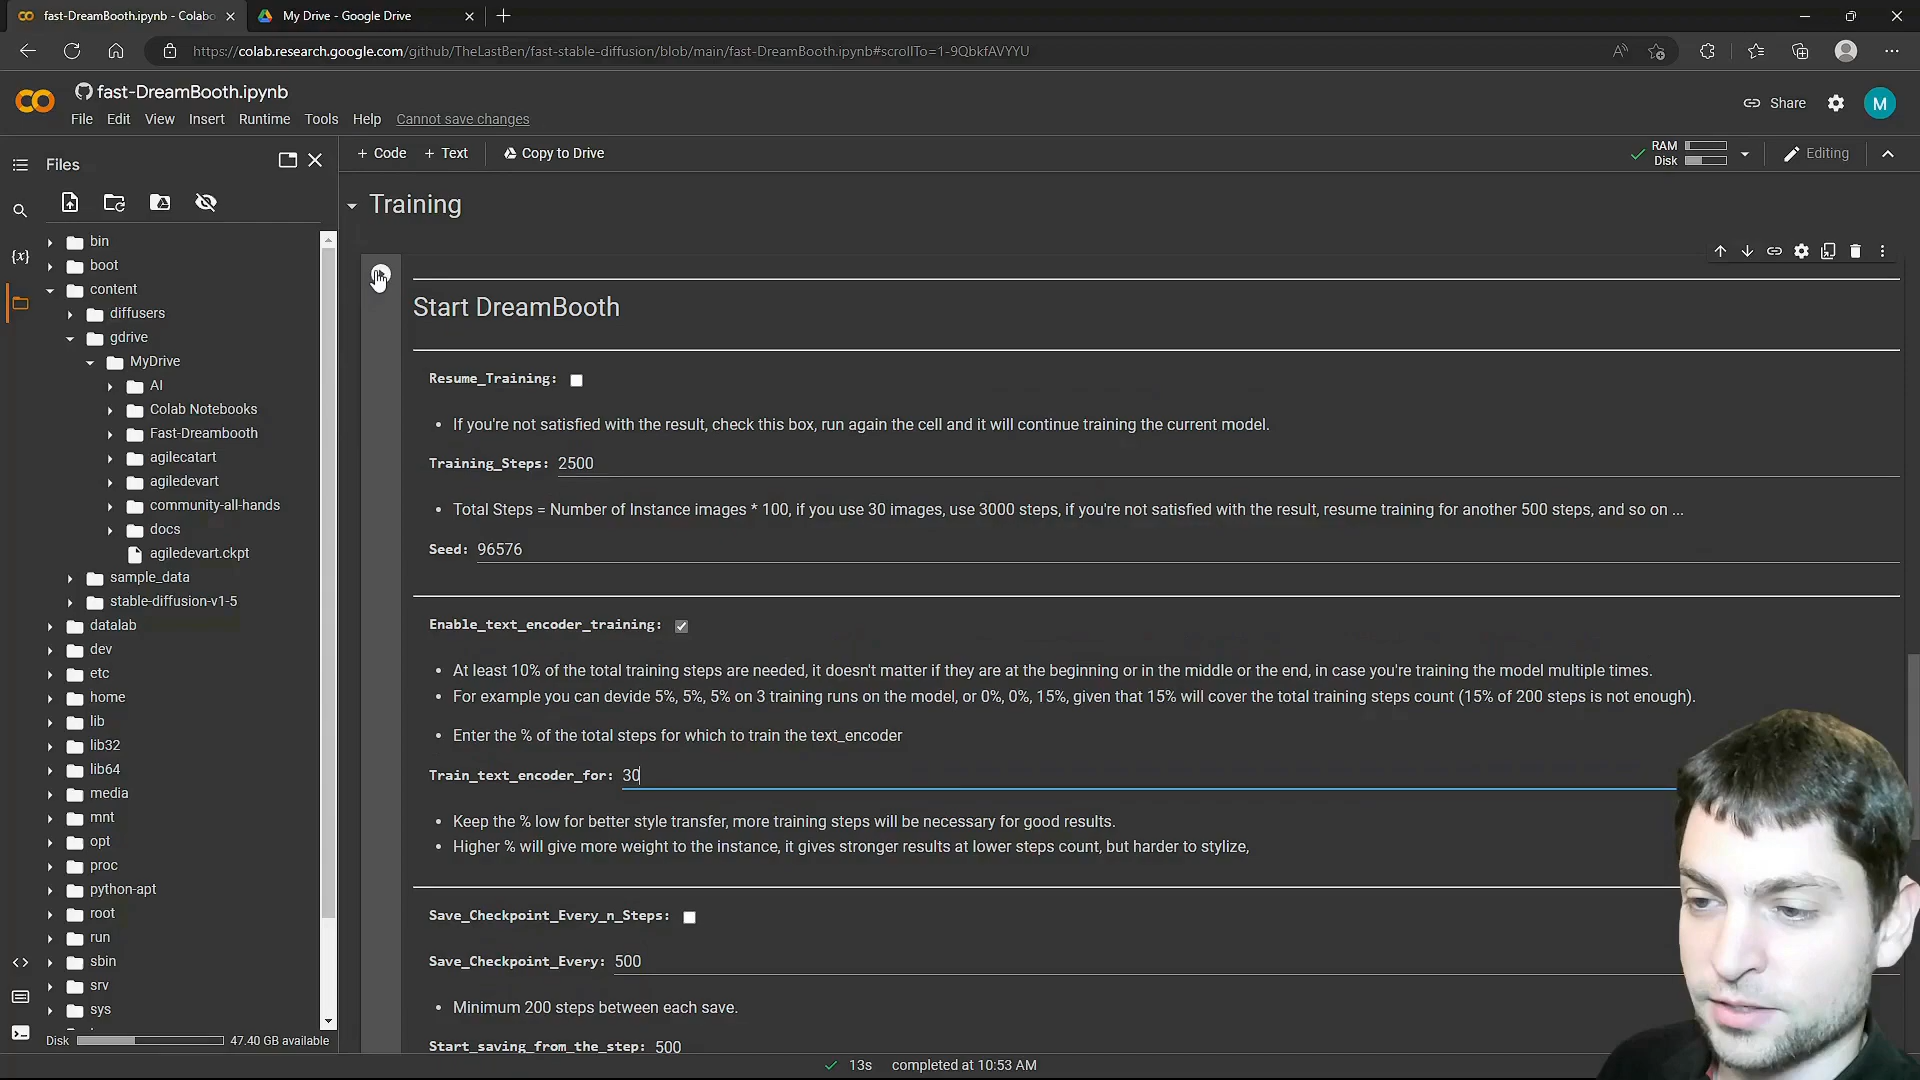 fast-DreamBooth.ipynb - Colabo
My Drive - Google Drive
https://colab.research.google.com/github/TheLastBen/fast-stable-diffusion/blob/main/fast-DreamBooth.ipynb#scrollTo=1-9QbkfAVYYU
fast-DreamBooth.ipynb
Share
M
File Edit View Insert Runtime Tools Help Cannot save changes
Files
+ Code + Text Copy to Drive
RAM
Disk
Editing
Training
bin
boot
content
diffusers
gdrive
MyDrive
AI
Colab Notebooks
Fast-Dreambooth
agilecatart
agiledevart
community-all-hands
docs
agiledevart.ckpt
sample_data
stable-diffusion-v1-5
datalab
dev
etc
home
lib
lib32
lib64
media
mnt
opt
proc
python-apt
root
run
sbin
srv
sys
Disk 47.40 GB available
Start DreamBooth
Resume_Training:
• If you're not satisfied with the result, check this box, run again the cell and it will continue training the current model.
Training_Steps: 2500
• Total Steps = Number of Instance images * 100, if you use 30 images, use 3000 steps, if you're not satisfied with the result, resume training for another 500 steps, and so on ...
Seed: 96576
Enable_text_encoder_training:
• At least 10% of the total training steps are needed, it doesn't matter if they are at the beginning or in the middle or the end, in case you're training the model multiple times.
• For example you can devide 5%, 5%, 5% on 3 training runs on the model, or 0%, 0%, 15%, given that 15% will cover the total training steps count (15% of 200 steps is not enough).
• Enter the % of the total steps for which to train the text_encoder
Train_text_encoder_for: 30
• Keep the % low for better style transfer, more training steps will be necessary for good results.
• Higher % will give more weight to the instance, it gives stronger results at lower steps count, but harder to stylize,
Save_Checkpoint_Every_n_Steps:
Save_Checkpoint_Every: 500
• Minimum 200 steps between each save.
Start_saving_from_the_step: 500
13s completed at 10:53 AM